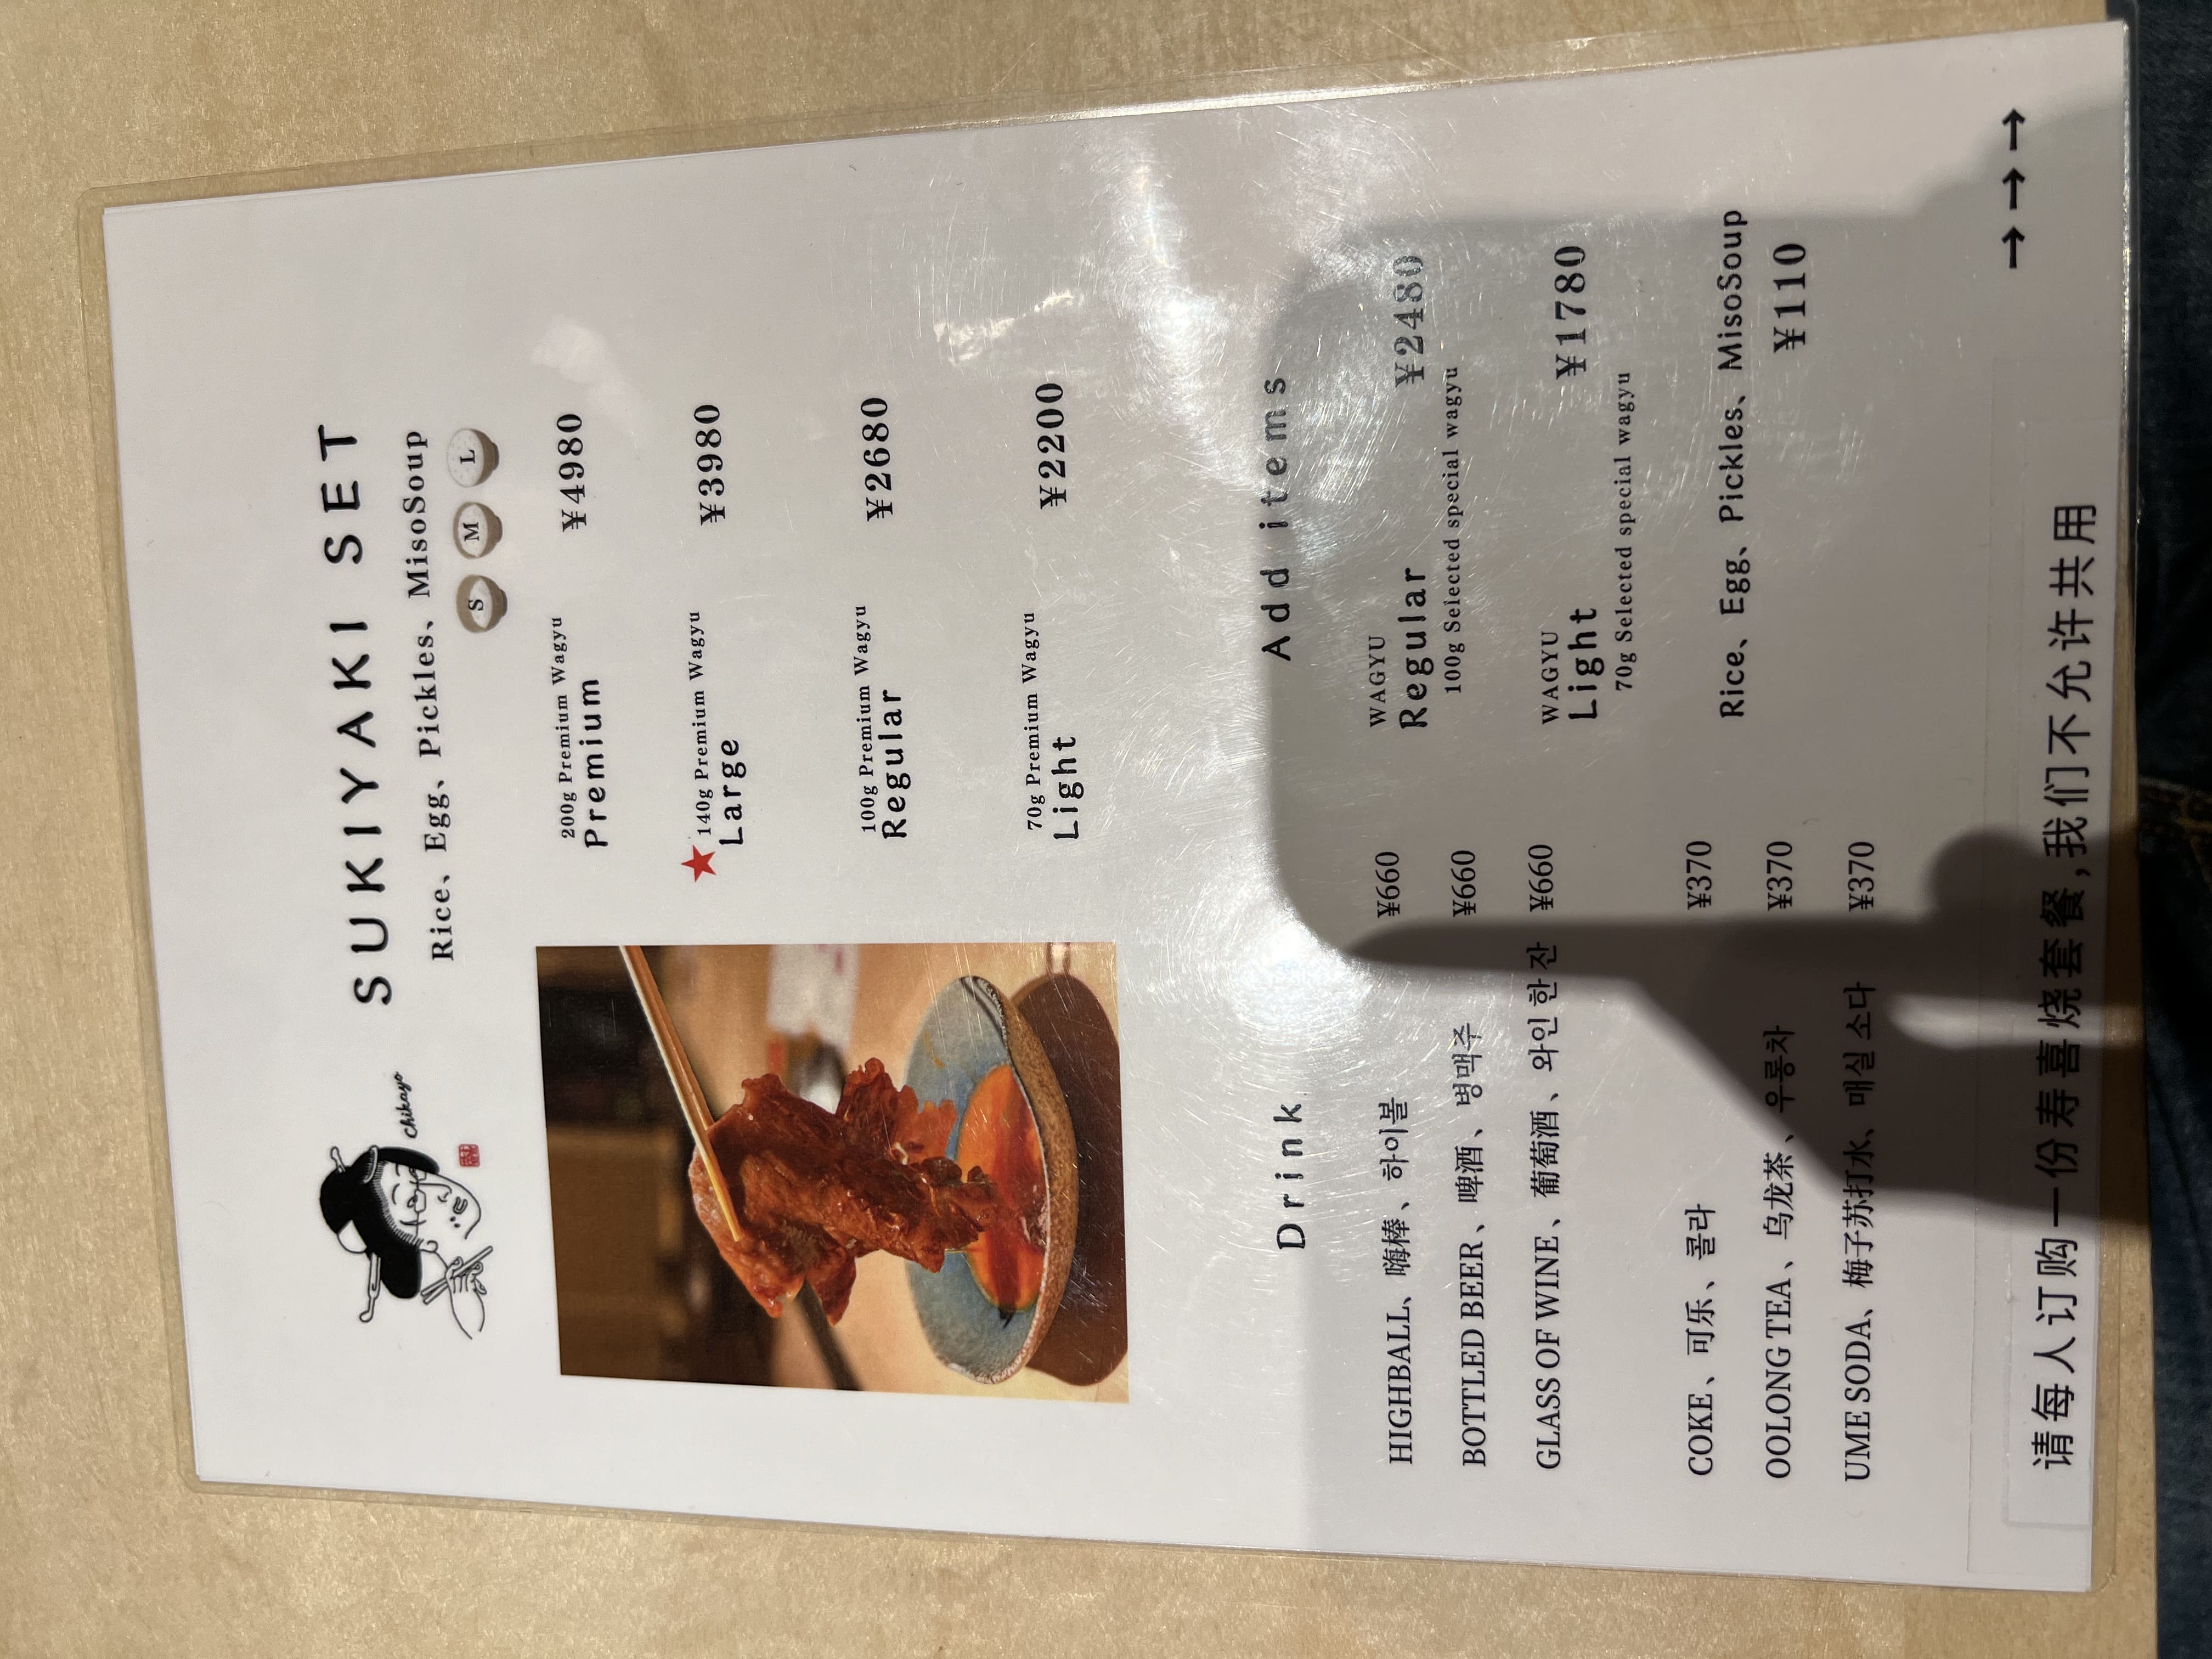 Chikayo
SUKIYAKI SET
Rice、Egg、Pickles、MisoSoup
S M L
200g Premium Wagyu
Premium ¥4980
★ 140g Premium Wagyu
Large ¥3980
100g Premium Wagyu
Regular ¥2680
70g Premium Wagyu
Light ¥2200
Drink
HIGHBALL、嗨棒、하이볼 ¥660
BOTTLED BEER、啤酒、병맥주 ¥660
GLASS OF WINE、葡萄酒、와인 한 잔 ¥660
COKE、可乐、콜라 ¥370
OOLONG TEA、乌龙茶、우롱차 ¥370
UME SODA、梅子苏打水、매실 소다 ¥370
Add items
WAGYU
Regular ¥2480
100g Selected special wagyu
WAGYU
Light ¥1780
70g Selected special wagyu
Rice、Egg、Pickles、MisoSoup
¥110
→→→
请每人订购一份寿喜烧套餐,我们不允许共用